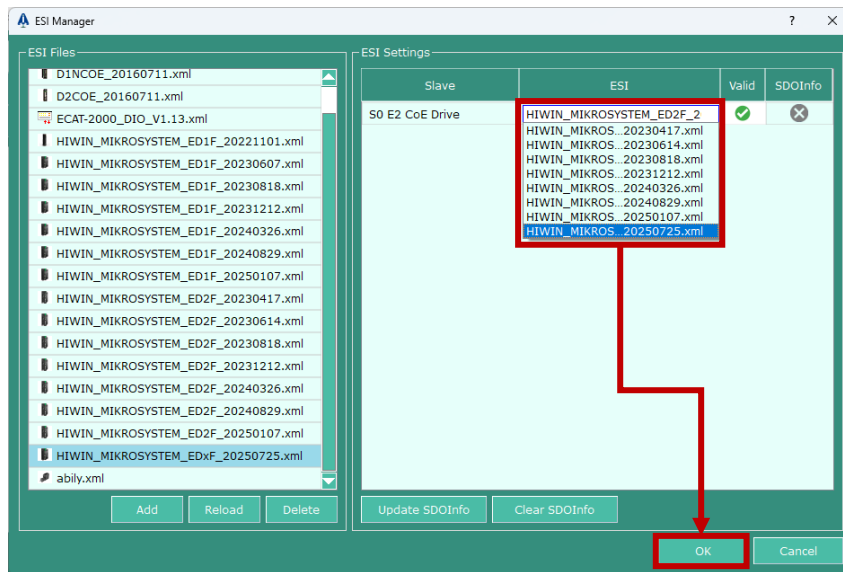 ESI Manager
? ×
ESI Files
D1NCOE_20160711.xml
D2COE_20160711.xml
ECAT-2000_DIO_V1.13.xml
HIWIN_MIKROSYSTEM_ED1F_20221101.xml
HIWIN_MIKROSYSTEM_ED1F_20230607.xml
HIWIN_MIKROSYSTEM_ED1F_20230818.xml
HIWIN_MIKROSYSTEM_ED1F_20231212.xml
HIWIN_MIKROSYSTEM_ED1F_20240326.xml
HIWIN_MIKROSYSTEM_ED1F_20240829.xml
HIWIN_MIKROSYSTEM_ED1F_20250107.xml
HIWIN_MIKROSYSTEM_ED2F_20230417.xml
HIWIN_MIKROSYSTEM_ED2F_20230614.xml
HIWIN_MIKROSYSTEM_ED2F_20230818.xml
HIWIN_MIKROSYSTEM_ED2F_20231212.xml
HIWIN_MIKROSYSTEM_ED2F_20240326.xml
HIWIN_MIKROSYSTEM_ED2F_20240829.xml
HIWIN_MIKROSYSTEM_ED2F_20250107.xml
HIWIN_MIKROSYSTEM_EDxF_20250725.xml
abily.xml
Add Reload Delete
ESI Settings
Slave ESI Valid SDOInfo
S0 E2 CoE Drive HIWIN_MIKROSYSTEM_ED2F_2
HIWIN_MIKROS...20230417.xml
HIWIN_MIKROS...20230614.xml
HIWIN_MIKROS...20230818.xml
HIWIN_MIKROS...20231212.xml
HIWIN_MIKROS...20240326.xml
HIWIN_MIKROS...20240829.xml
HIWIN_MIKROS...20250107.xml
HIWIN_MIKROS...20250725.xml
Update SDOInfo Clear SDOInfo
OK Cancel